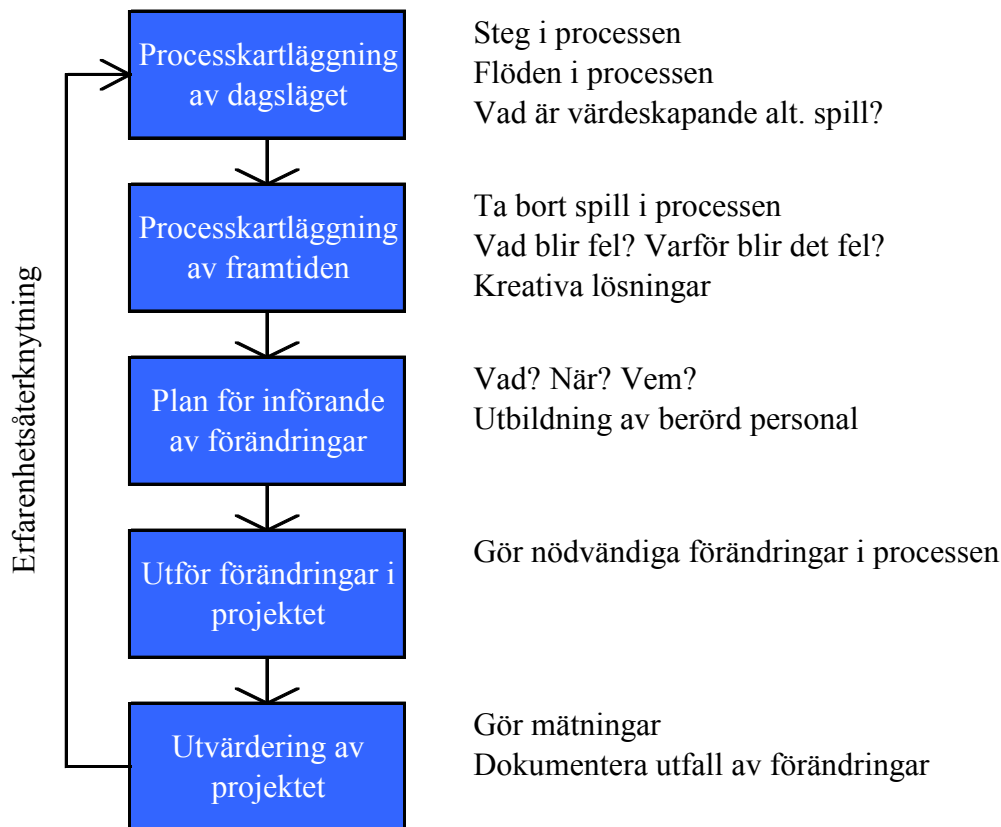 Processkartläggning
av dagsläget
Steg i processen
Flöden i processen
Vad är värdeskapande alt. spill?
Processkartläggning
av framtiden
Ta bort spill i processen
Vad blir fel? Varför blir det fel?
Kreativa lösningar
Plan för införande
av förändringar
Vad? När? Vem?
Utbildning av berörd personal
Utför förändringar i
projektet
Gör nödvändiga förändringar i processen
Utvärdering av
projektet
Gör mätningar
Dokumentera utfall av förändringar
Erfarenhetsåterknytning